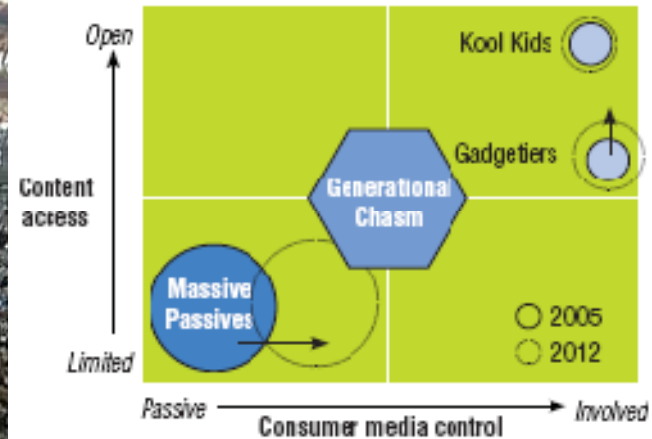 Open
Kool Kids
Gadgetiers
Content
access
Generational
Chasm
Massive
Passives
2005
2012
Limited
Passive
Involved
Consumer media control